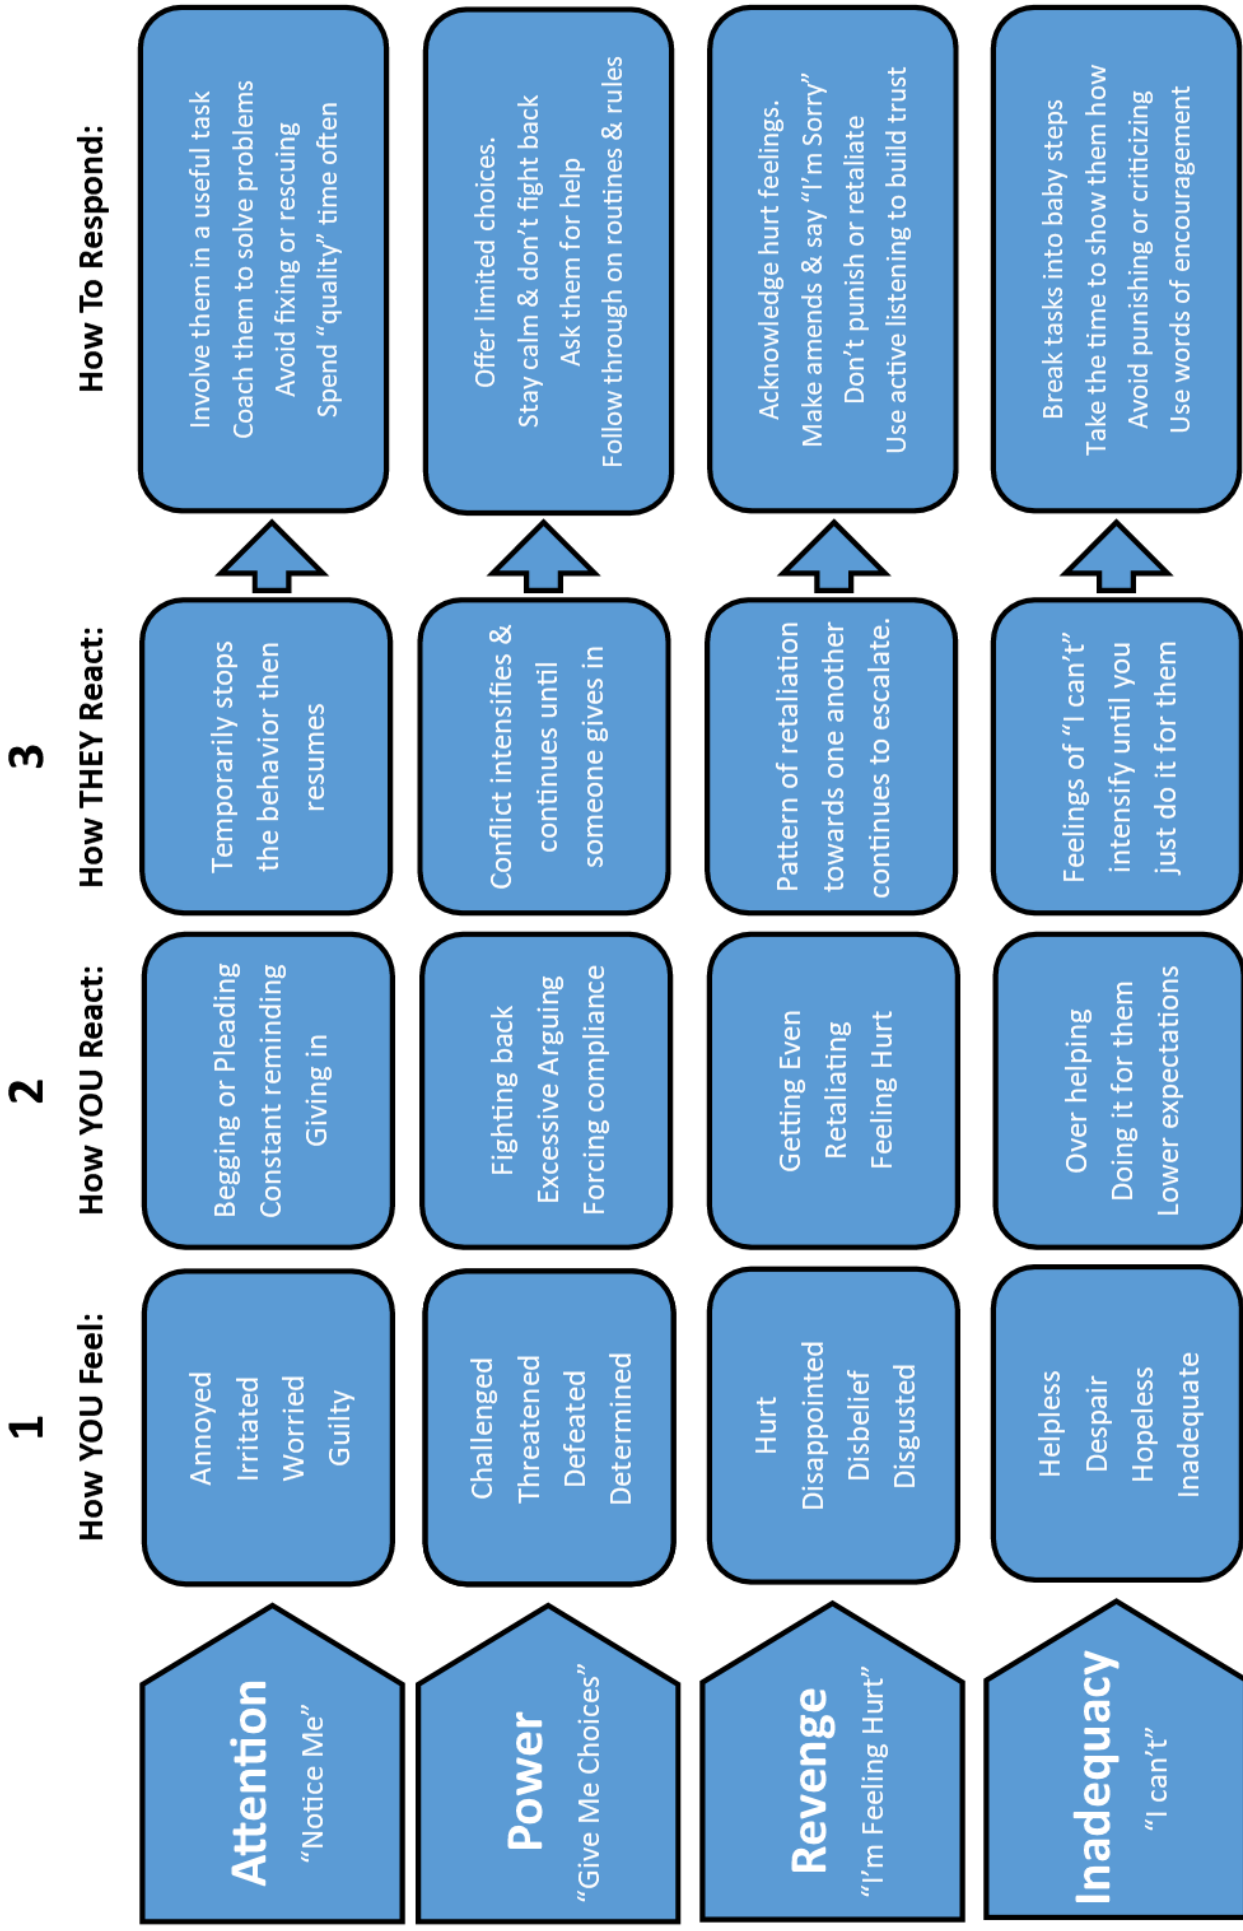 1
2
3
How YOU Feel:
How YOU React:
How THEY React:
How To Respond:
Attention
“Notice Me”
Annoyed
Irritated
Worried
Guilty
Begging or Pleading
Constant reminding
Giving in
Temporarily stops
the behavior then
resumes
Involve them in a useful task
Coach them to solve problems
Avoid fixing or rescuing
Spend “quality” time often
Power
“Give Me Choices”
Challenged
Threatened
Defeated
Determined
Fighting back
Excessive Arguing
Forcing compliance
Conflict intensifies &
continues until
someone gives in
Offer limited choices.
Stay calm & don’t fight back
Ask them for help
Follow through on routines & rules
Revenge
“I’m Feeling Hurt”
Hurt
Disappointed
Disbelief
Disgusted
Getting Even
Retaliating
Feeling Hurt
Pattern of retaliation
towards one another
continues to escalate.
Acknowledge hurt feelings.
Make amends & say “I’m Sorry”
Don’t punish or retaliate
Use active listening to build trust
Inadequacy
“I can’t”
Helpless
Despair
Hopeless
Inadequate
Over helping
Doing it for them
Lower expectations
Feelings of “I can’t”
intensify until you
just do it for them
Break tasks into baby steps
Take the time to show them how
Avoid punishing or criticizing
Use words of encouragement